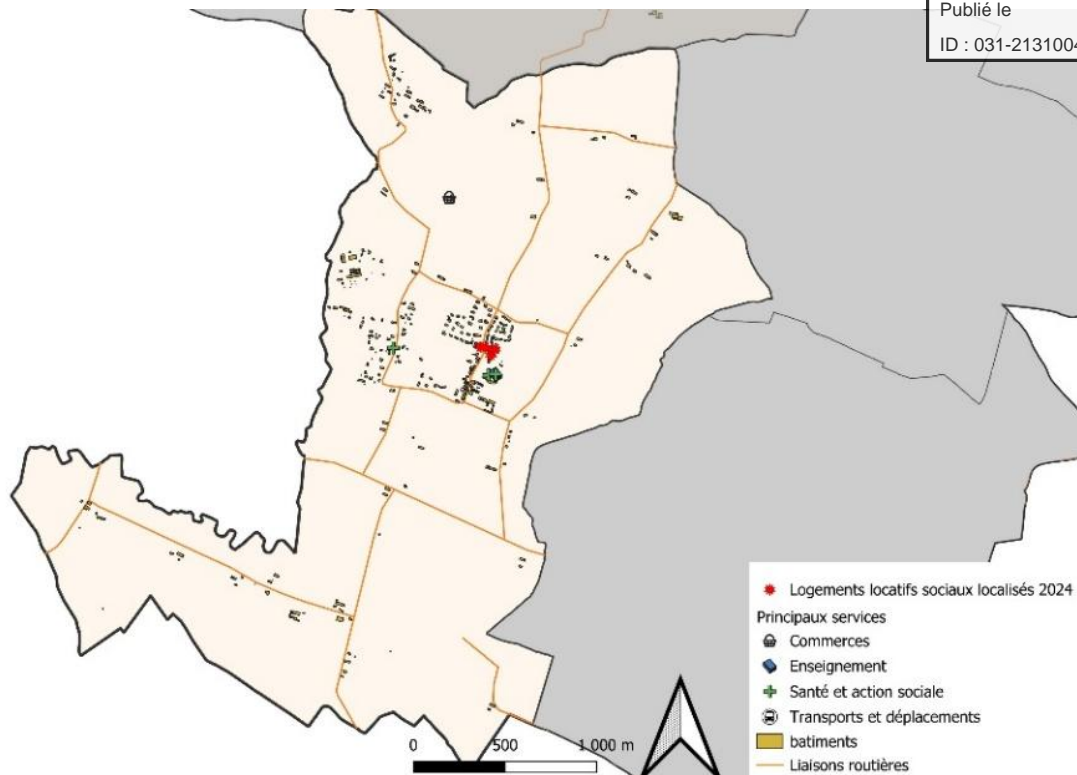 Publié le
ID : 031-2131004
Logements locatifs sociaux localisés 2024
Principaux services
Commerces
Enseignement
Santé et action sociale
Transports et déplacements
batiments
Liaisons routières
0 500 1 000 m